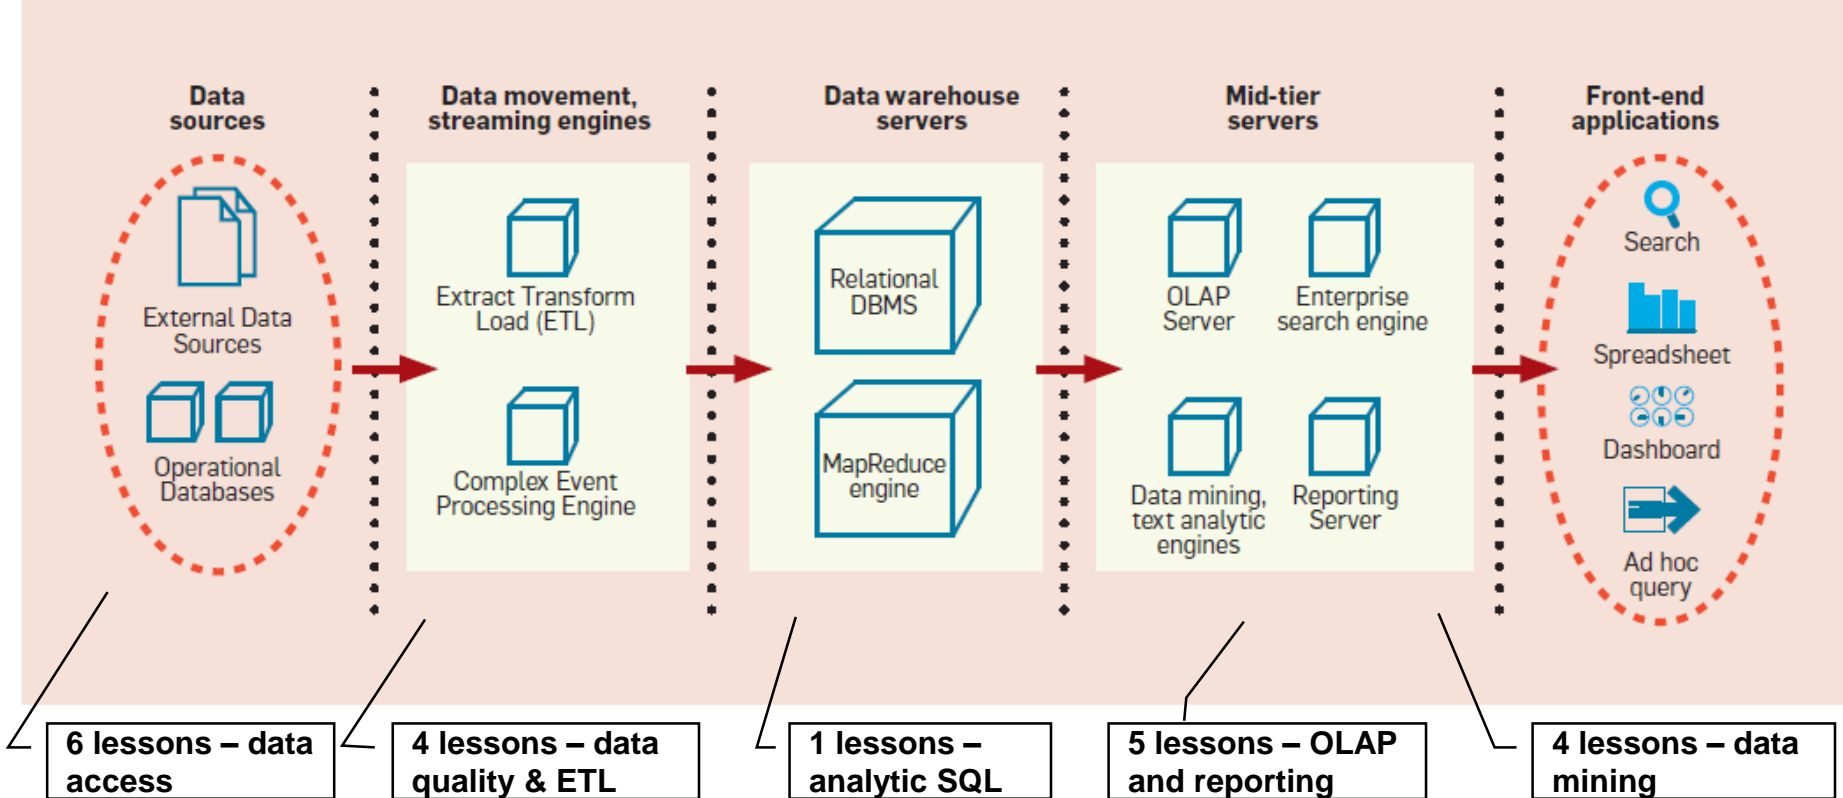 Data
sources
Data movement,
streaming engines
Data warehouse
servers
Mid-tier
servers
Front-end
applications
External Data
Sources
Operational
Databases
Extract Transform
Load (ETL)
Complex Event
Processing Engine
Relational
DBMS
MapReduce
engine
OLAP
Server
Enterprise
search engine
Data mining,
text analytic
engines
Reporting
Server
Search
Spreadsheet
Dashboard
Ad hoc
query
6 lessons – data
access
4 lessons – data
quality & ETL
1 lessons –
analytic SQL
5 lessons – OLAP
and reporting
4 lessons – data
mining